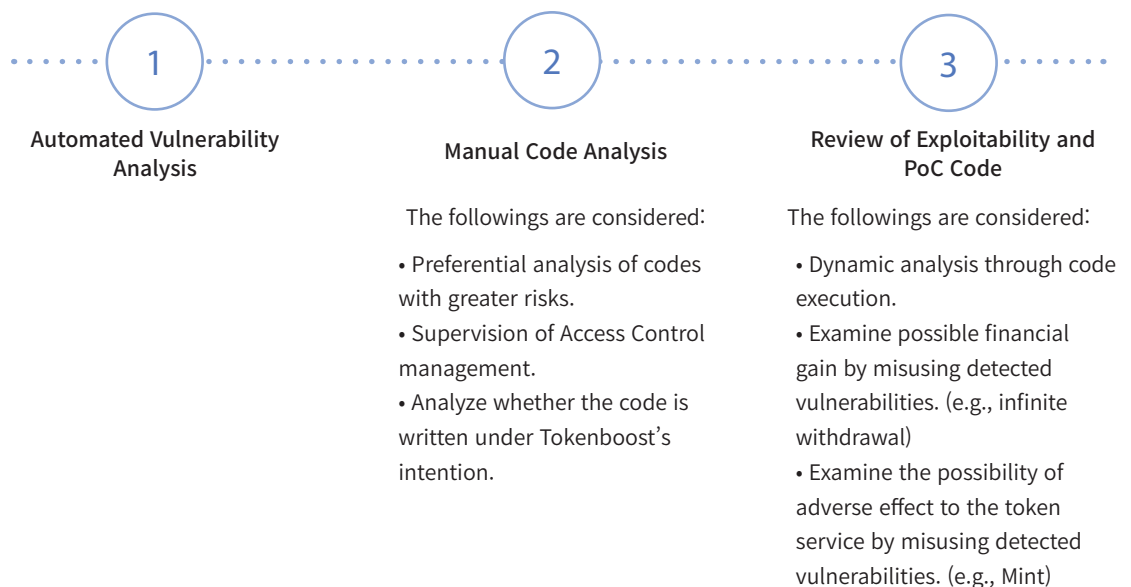 1
Automated Vulnerability
Analysis
2
Manual Code Analysis
The followings are considered:
• Preferential analysis of codes
with greater risks.
• Supervision of Access Control
management.
• Analyze whether the code is
written under Tokenboost’s
intention.
3
Review of Exploitability and
PoC Code
The followings are considered:
• Dynamic analysis through code
execution.
• Examine possible financial
gain by misusing detected
vulnerabilities. (e.g., infinite
withdrawal)
• Examine the possibility of
adverse effect to the token
service by misusing detected
vulnerabilities. (e.g., Mint)